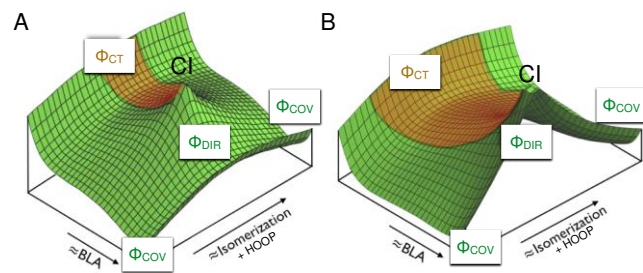 A
ΦCT
CI
ΦCOV
ΦDIR
ΦCOV
≈BLA
≈Isomerization
+ HOOP
B
ΦCT
CI
ΦCOV
ΦDIR
ΦCOV
≈BLA
≈Isomerization
+ HOOP